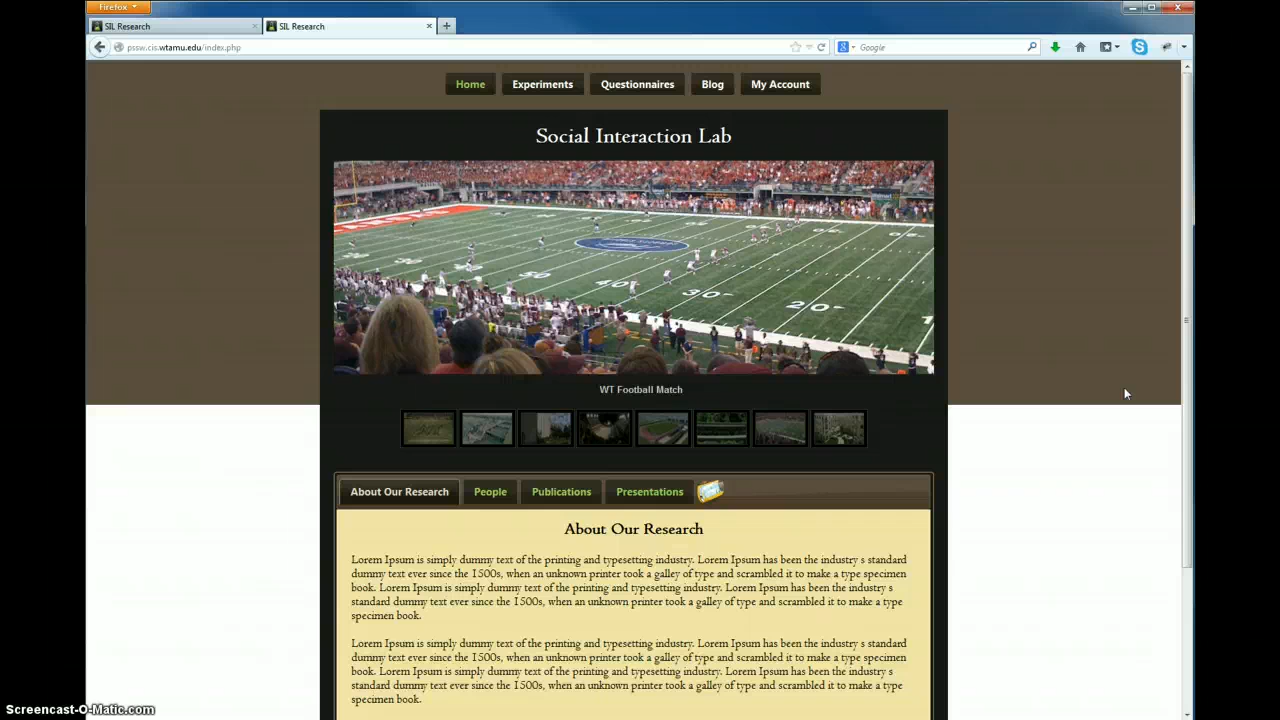 Firefox
SIL Research
SIL Research
pssw.cis.wtamu.edu/index.php
Google
Home
Experiments
Questionnaires
Blog
My Account
Social Interaction Lab
50
40
30
20
1
WT Football Match
About Our Research
People
Publications
Presentations
About Our Research
Lorem Ipsum is simply dummy text of the printing and typesetting industry. Lorem Ipsum has been the industry s standard
dummy text ever since the 1500s, when an unknown printer took a galley of type and scrambled it to make a type specimen
book. Lorem Ipsum is simply dummy text of the printing and typesetting industry. Lorem Ipsum has been the industry s
standard dummy text ever since the 1500s, when an unknown printer took a galley of type and scrambled it to make a type
specimen book.
Lorem Ipsum is simply dummy text of the printing and typesetting industry. Lorem Ipsum has been the industry s standard
dummy text ever since the 1500s, when an unknown printer took a galley of type and scrambled it to make a type specimen
book. Lorem Ipsum is simply dummy text of the printing and typesetting industry. Lorem Ipsum has been the industry s
standard dummy text ever since the 1500s, when an unknown printer took a galley of type and scrambled it to make a type
specimen book.
Screencast-O-Matic.com